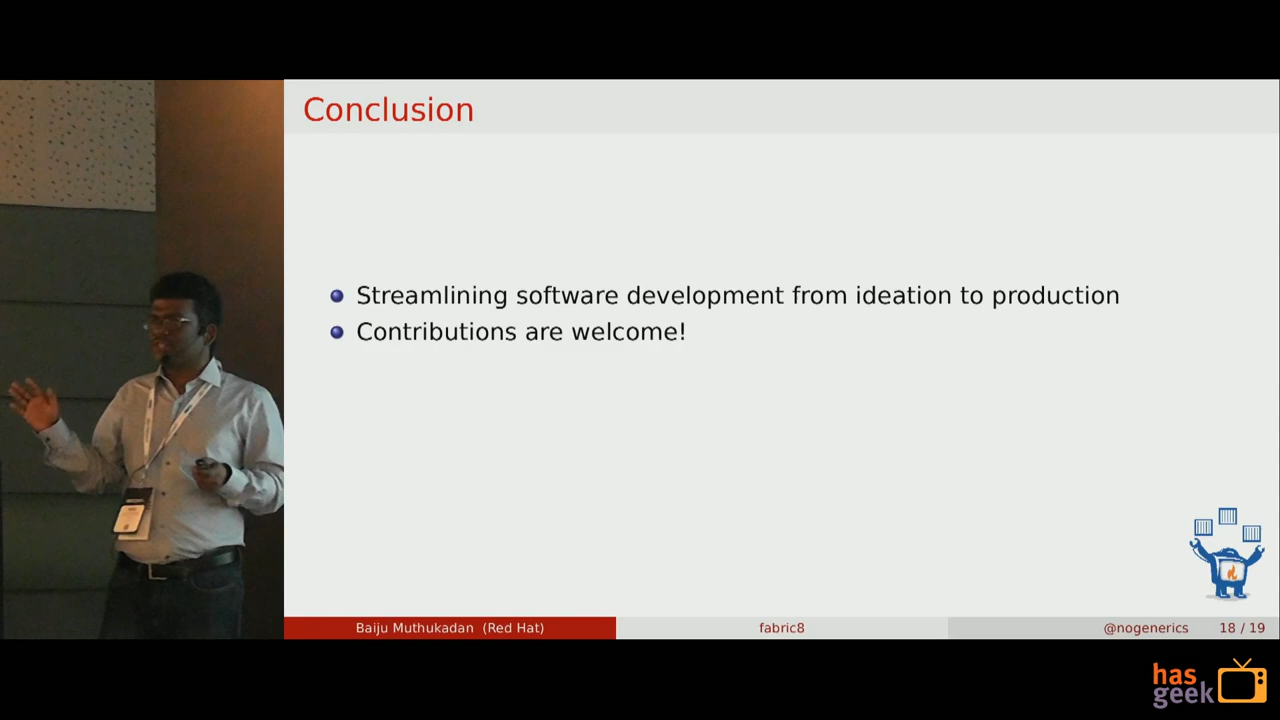 Conclusion
Streamlining software development from ideation to production
Contributions are welcome!
Baiju Muthukadan (Red Hat)
fabric8
@nogenerics
18 / 19
has
geek